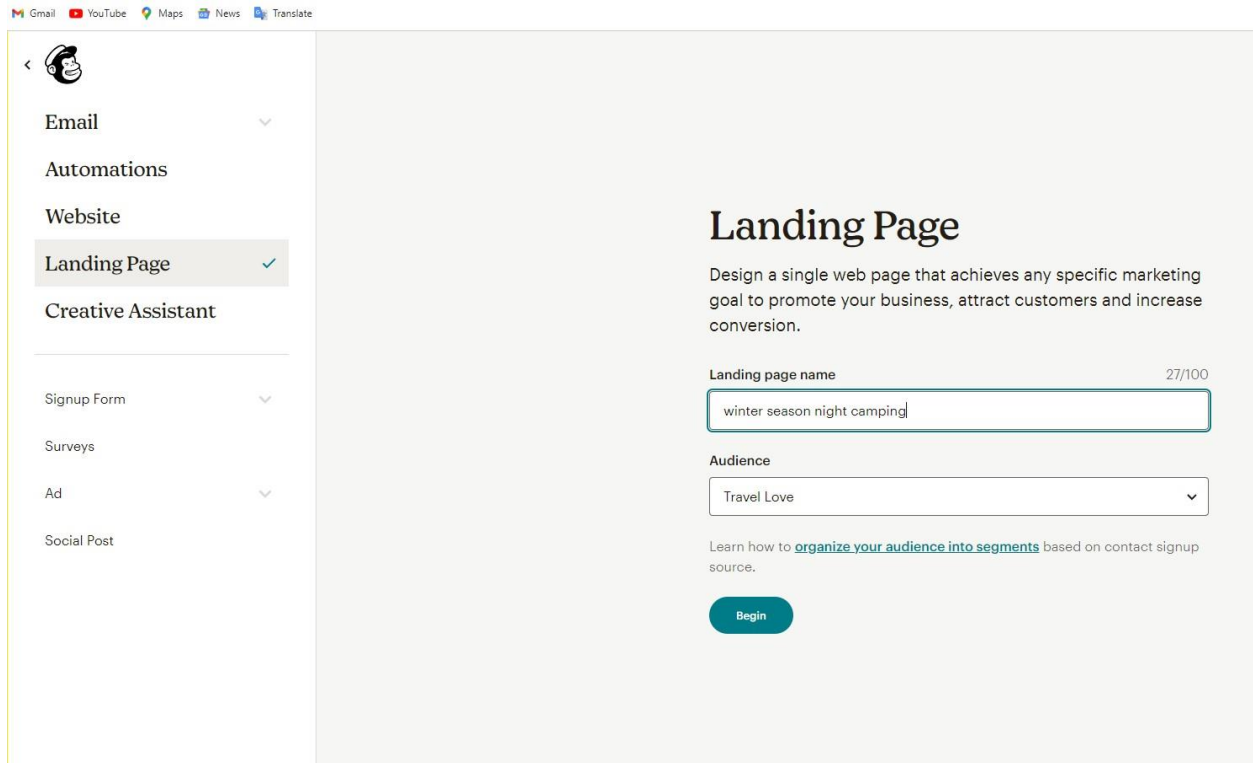 Gmail YouTube Maps News Translate
Email
Automations
Website
Landing Page
Creative Assistant
Signup Form
Surveys
Ad
Social Post
Landing Page
Design a single web page that achieves any specific marketing
goal to promote your business, attract customers and increase
conversion.
Landing page name 27/100
winter season night camping
Audience
Travel Love
Learn how to organize your audience into segments based on contact signup
source.
Begin